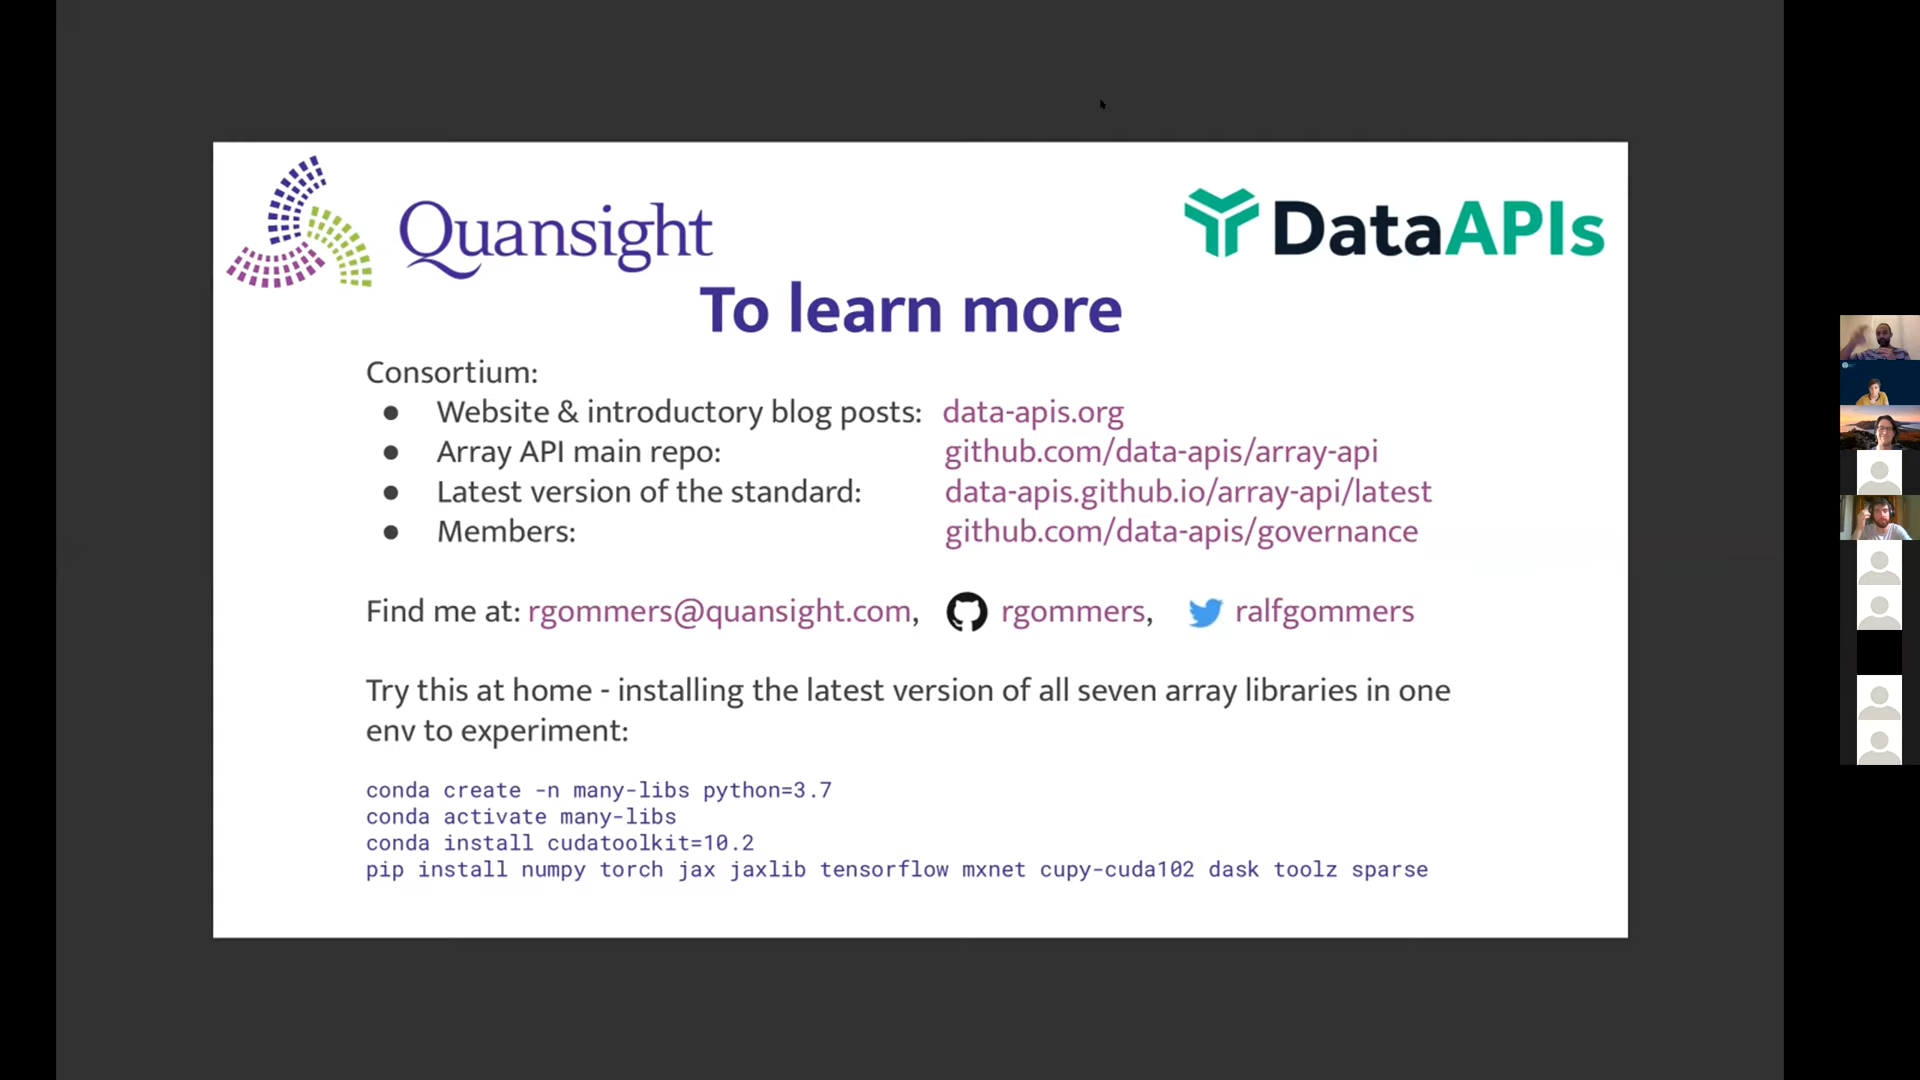 Quansight
DataAPIs
To learn more
Consortium:
● Website & introductory blog posts: data-apis.org
● Array API main repo: github.com/data-apis/array-api
● Latest version of the standard: data-apis.github.io/array-api/latest
● Members: github.com/data-apis/governance
Find me at: rgommers@quansight.com, rgommers, ralfgommers
Try this at home - installing the latest version of all seven array libraries in one
env to experiment:
conda create -n many-libs python=3.7
conda activate many-libs
conda install cudatoolkit=10.2
pip install numpy torch jax jaxlib tensorflow mxnet cupy-cuda102 dask toolz sparse